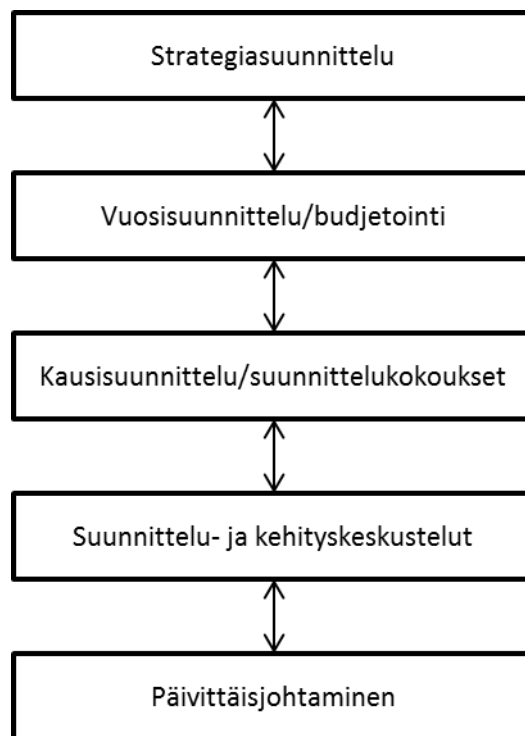 Strategiasuunnittelu
Vuosisuunnittelu/budjetointi
Kausisuunnittelu/suunnittelukokoukset
Suunnittelu- ja kehityskeskustelut
Päivittäisjohtaminen